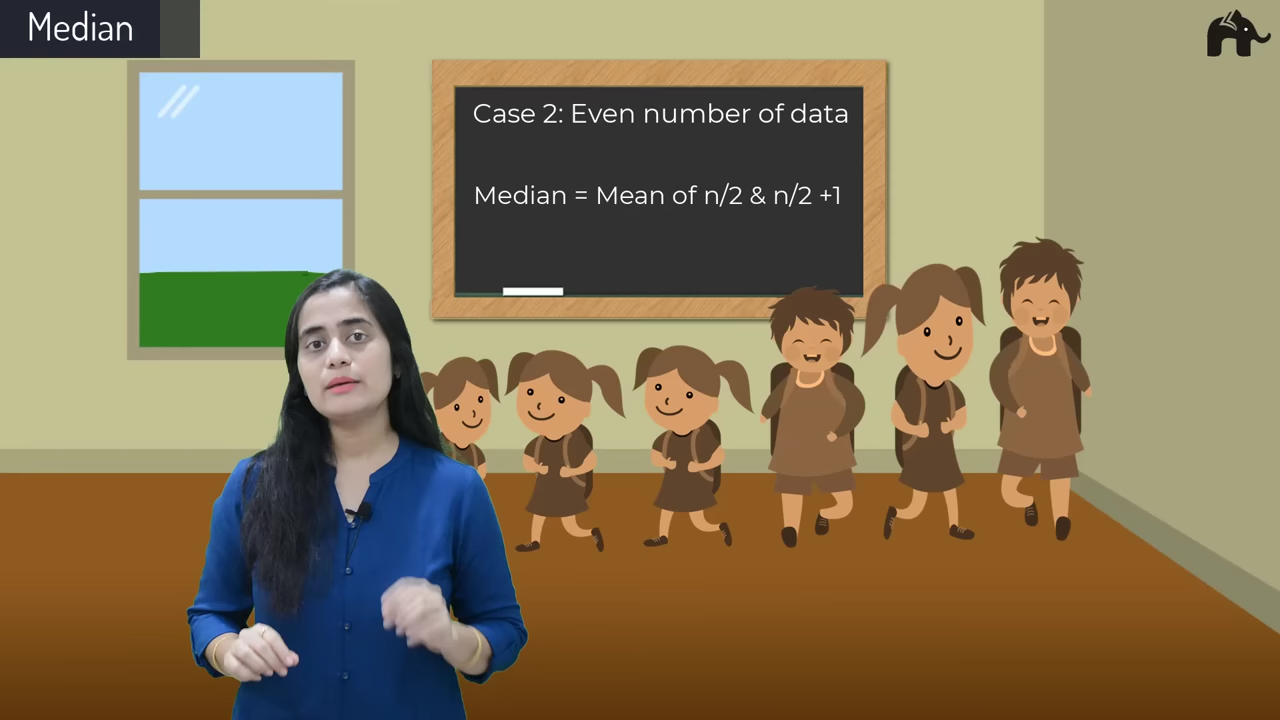 Median
Case 2: Even number of data
Median = Mean of n/2 & n/2 +1